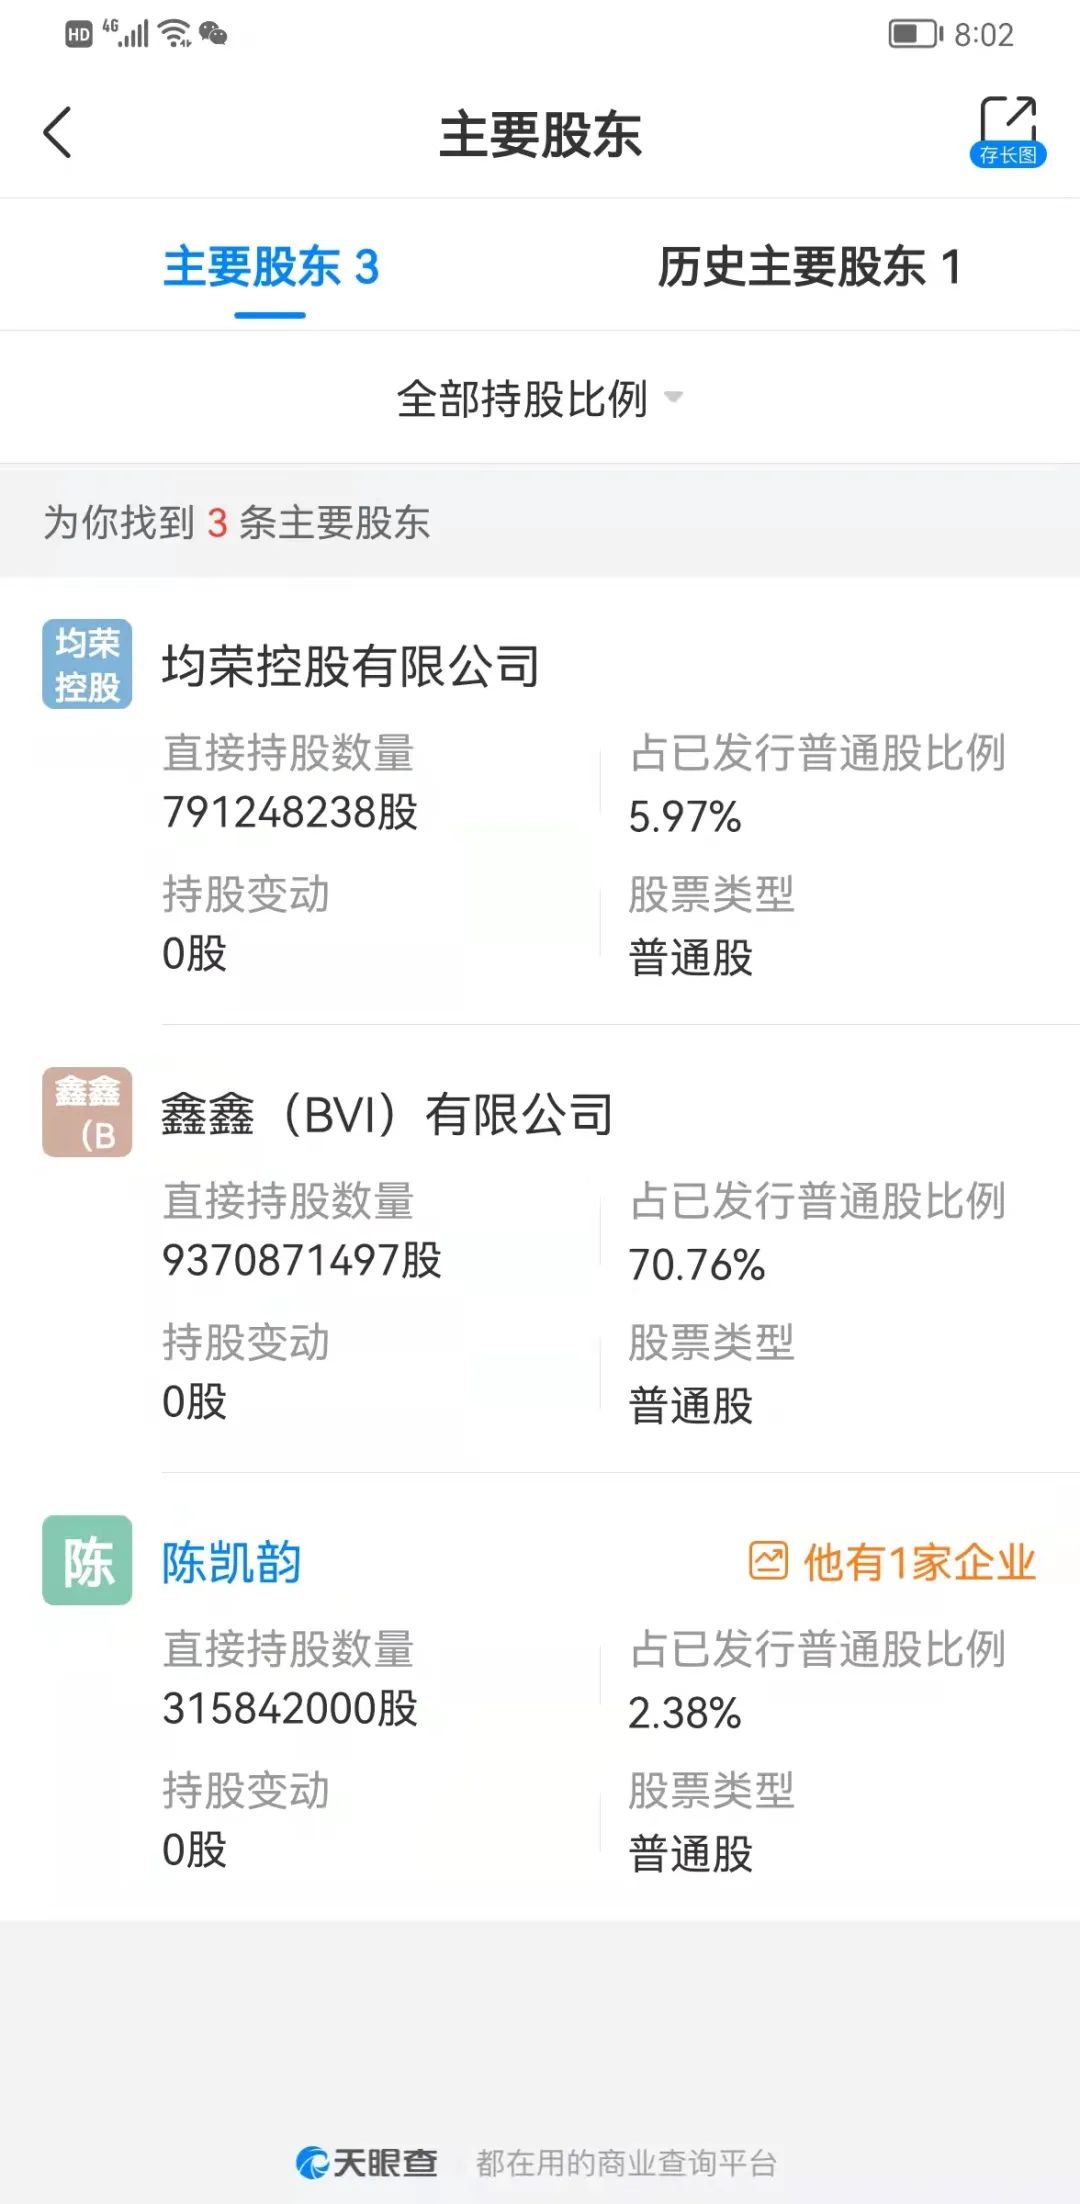 HD 4G 8:02
主要股东
存长图
主要股东 3 历史主要股东 1
全部持股比例
为你找到 3 条主要股东
均荣
控股
均荣控股有限公司
直接持股数量 占已发行普通股比例
791248238股 5.97%
持股变动 股票类型
0股 普通股
鑫鑫
(B
鑫鑫（BVI）有限公司
直接持股数量 占已发行普通股比例
9370871497股 70.76%
持股变动 股票类型
0股 普通股
陈
陈凯韵 他有1家企业
直接持股数量 占已发行普通股比例
315842000股 2.38%
持股变动 股票类型
0股 普通股
天眼查 都在用的商业查询平台